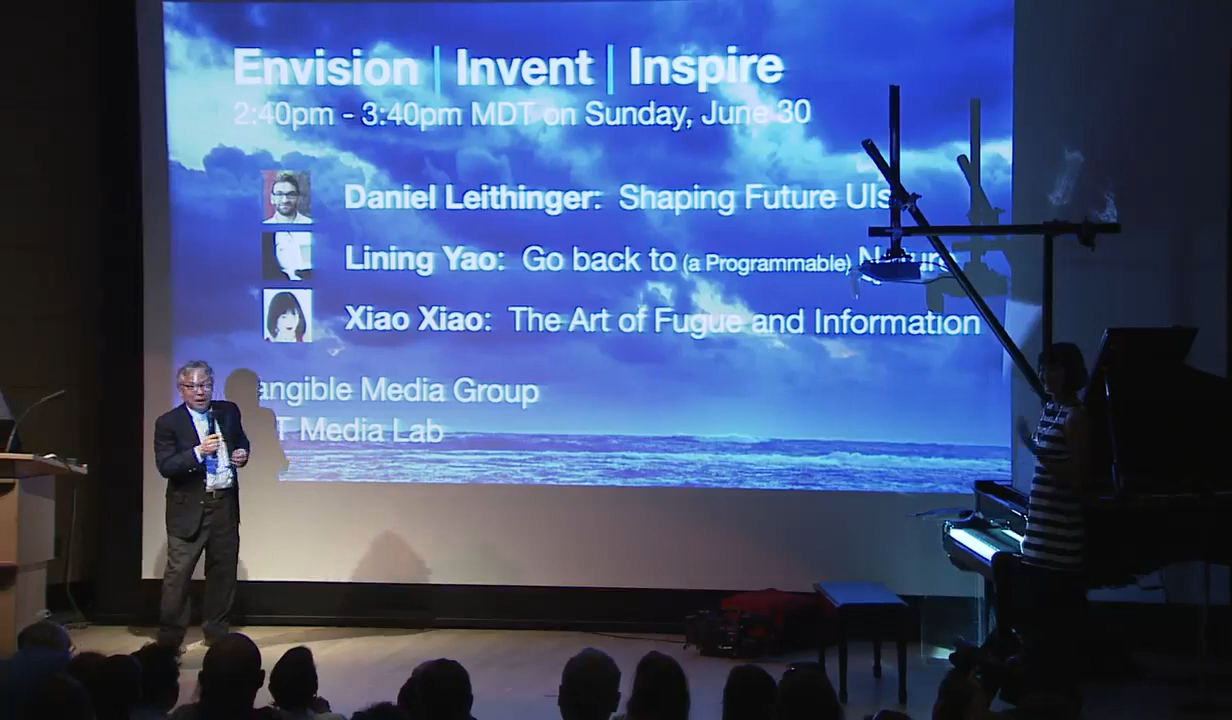 Envision | Invent | Inspire
2:40pm - 3:40pm MDT on Sunday, June 30
Daniel Leithinger: Shaping Future UIs
Lining Yao: Go back to (a Programmable) Nature
Xiao Xiao: The Art of Fugue and Information
angible Media Group
T Media Lab